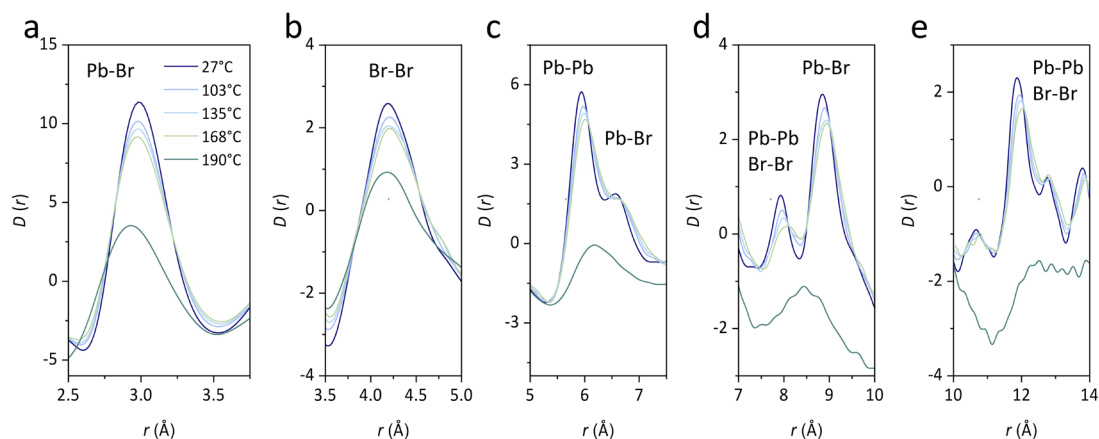 a
15
10
5
0
-5
D (r)
Pb-Br
27°C
103°C
135°C
168°C
190°C
2.5
3.0
3.5
r (Å)
b
4
2
0
-2
-4
D (r)
Br-Br
3.5
4.0
4.5
5.0
r (Å)
c
6
3
0
-3
D (r)
Pb-Pb
Pb-Br
5
6
7
r (Å)
d
4
2
0
-2
D (r)
Pb-Br
Pb-Pb
Br-Br
7
8
9
10
r (Å)
e
2
0
-2
-4
D (r)
Pb-Pb
Br-Br
10
12
14
r (Å)